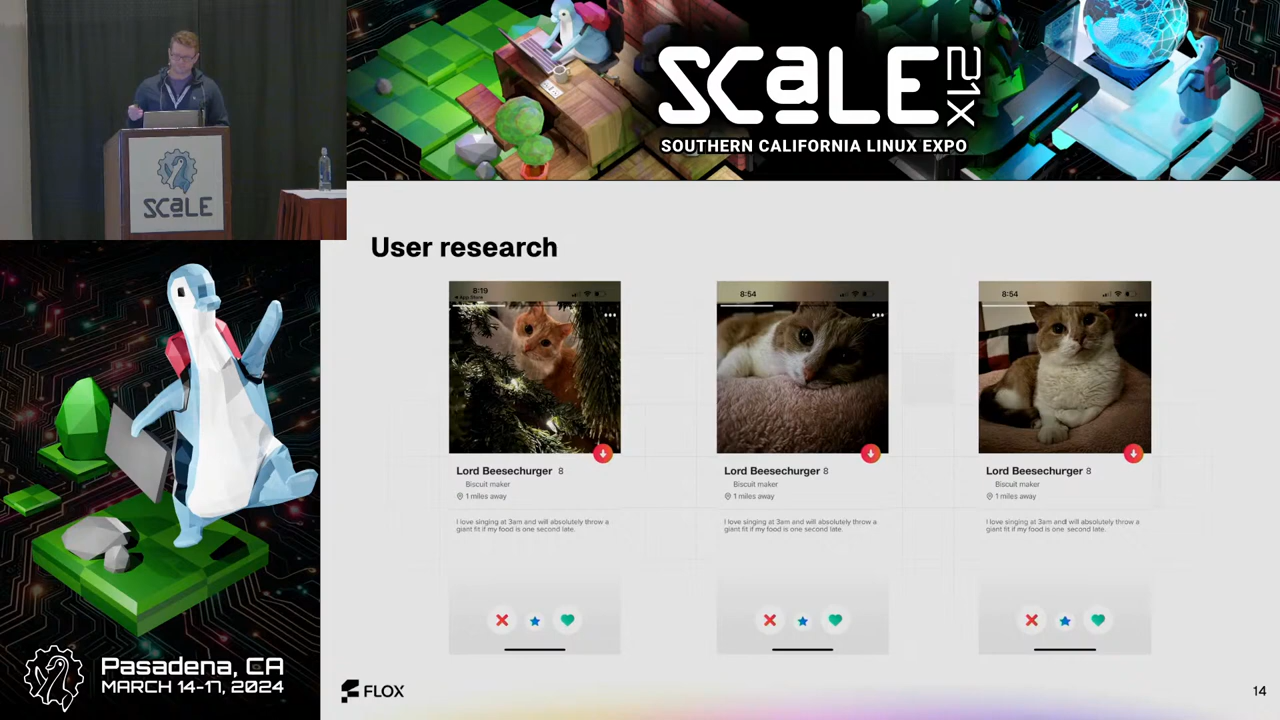 SCALE
21X
SOUTHERN CALIFORNIA LINUX EXPO
SCALE
User research
8:19
App Store
Lord Beesechurger 8
Biscuit maker
1 miles away
I love singing at 3am and will absolutely throw a
giant fit if my food is one second late.
8:54
Lord Beesechurger 8
Biscuit maker
1 miles away
I love singing at 3am and will absolutely throw a
giant fit if my food is one second late.
8:54
Lord Beesechurger 8
Biscuit maker
1 miles away
I love singing at 3am and will absolutely throw a
giant fit if my food is one second late.
Pasadena, CA
MARCH 14-17, 2024
FLOX
14